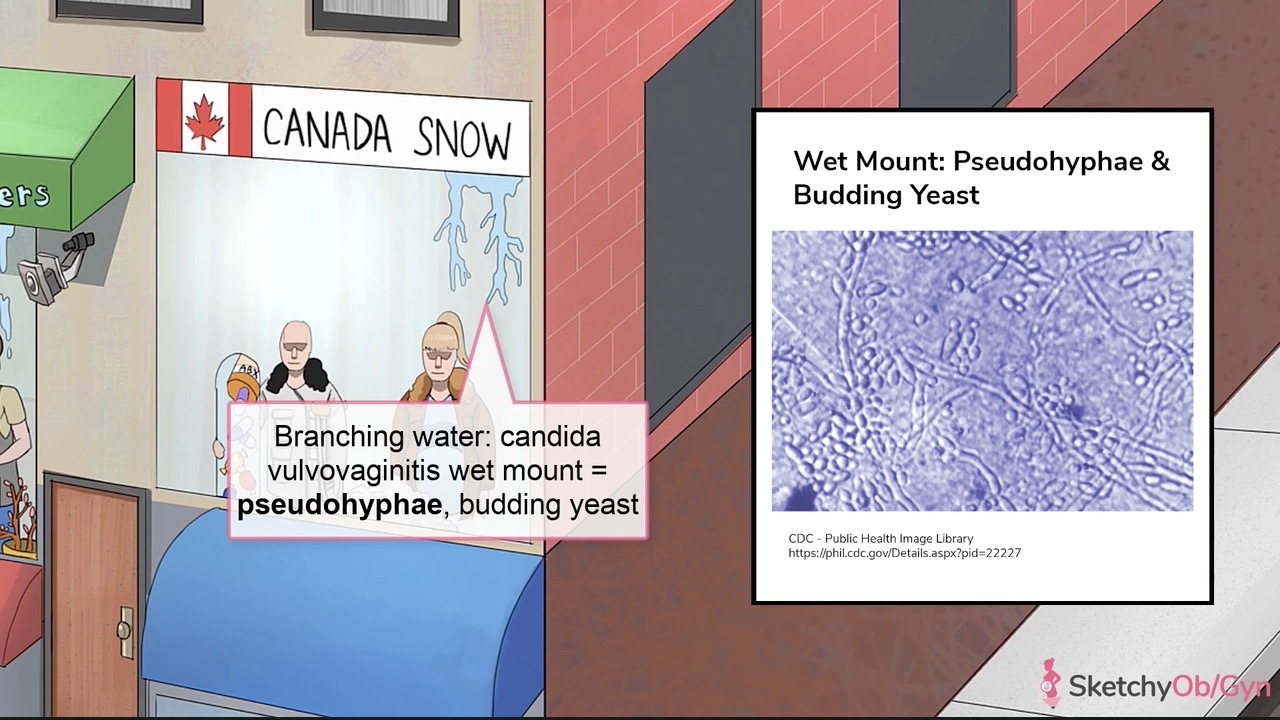 CANADA SNOW
ers
ABX
Branching water: candida
vulvovaginitis wet mount =
pseudohyphae, budding yeast
Wet Mount: Pseudohyphae &
Budding Yeast
CDC - Public Health Image Library
https://phil.cdc.gov/Details.aspx?pid=22227
SketchyOb/Gyn